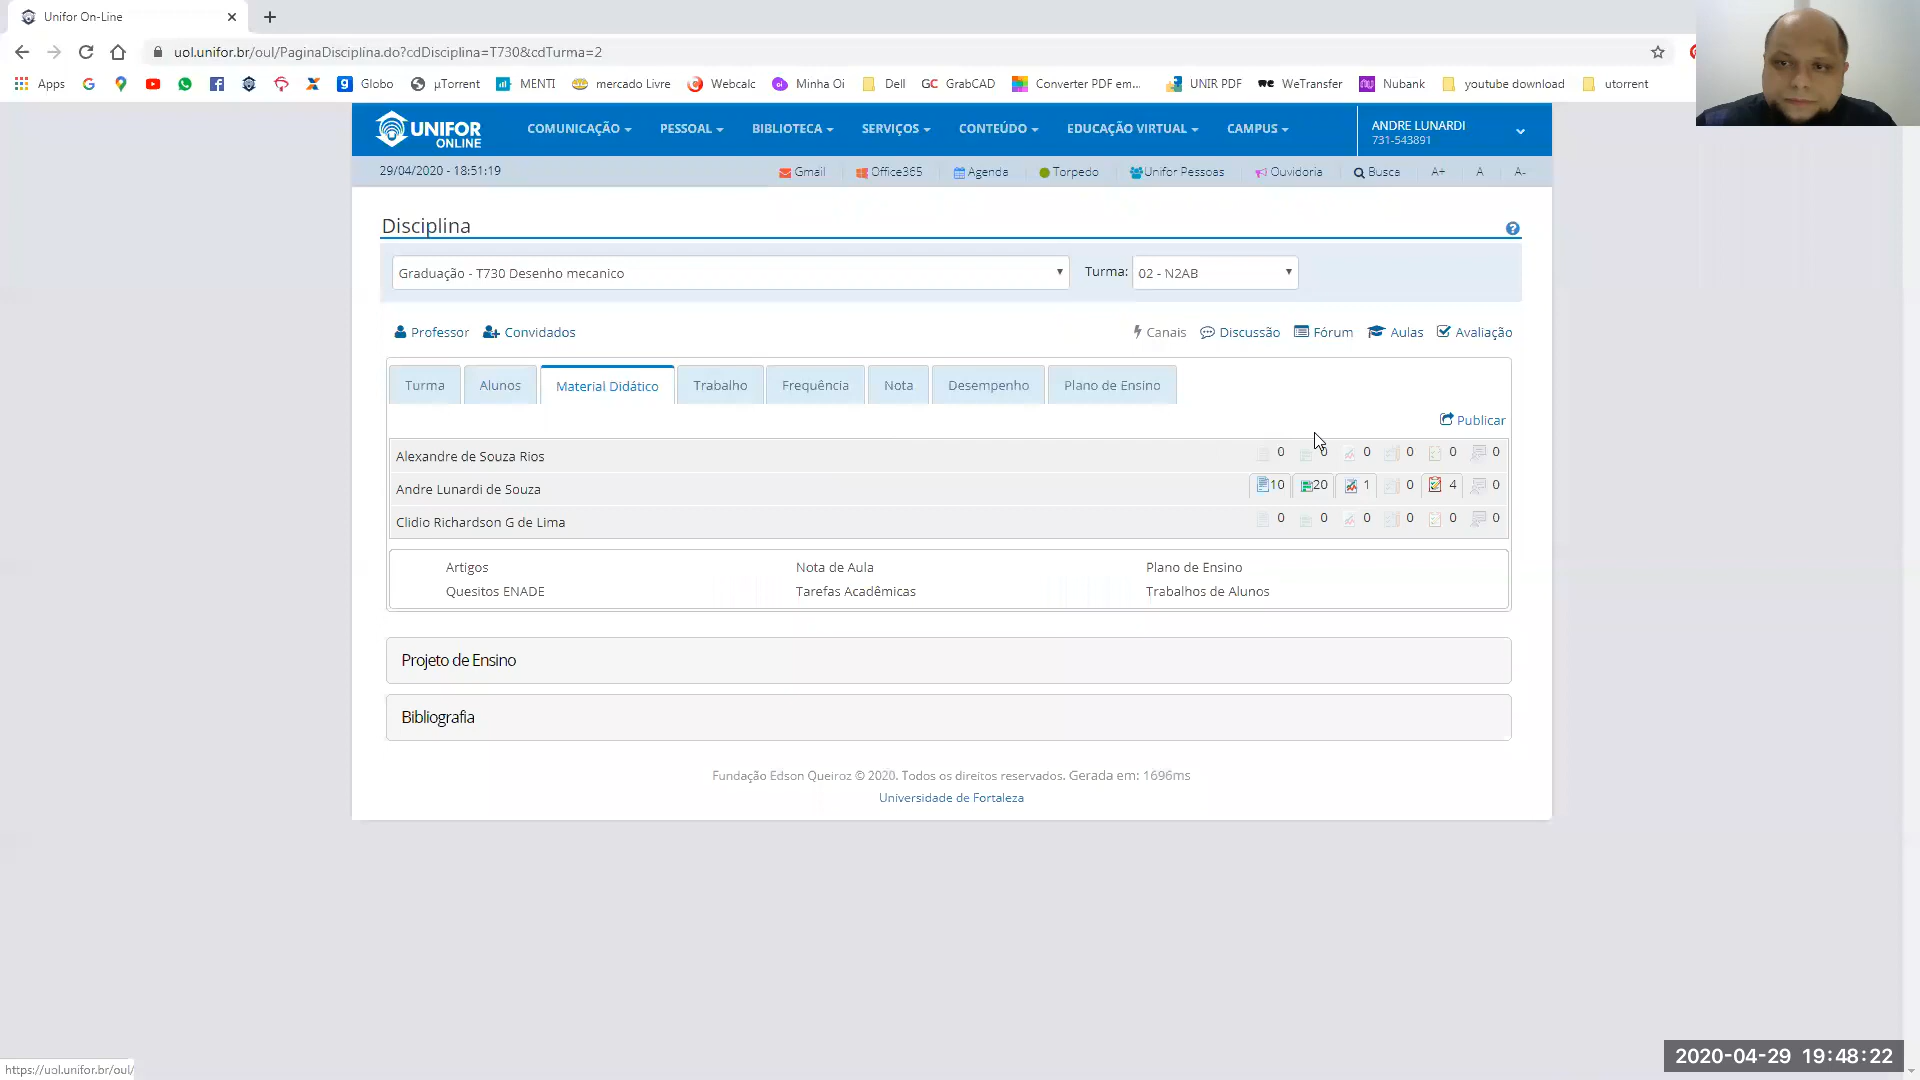 Unifor On-Line
uol.unifor.br/oul/PaginaDisciplina.do?cdDisciplina=T730&cdTurma=2
Apps Globo µTorrent MENTI mercado Livre Webcalc Minha Oi Dell GC GrabCAD Converter PDF em... UNIR PDF WeTransfer Nubank youtube download utorrent
UNIFOR ONLINE COMUNICAÇÃO PESSOAL BIBLIOTECA SERVIÇOS CONTEÚDO EDUCAÇÃO VIRTUAL CAMPUS ANDRE LUNARDI
731-543891
29/04/2020 - 18:51:19 Gmail Office365 Agenda Torpedo Unifor Pessoas Ouvidoria Busca A+ A A-
Disciplina
Graduação - T730 Desenho mecanico Turma: 02 - N2AB
Professor Convidados Canais Discussão Fórum Aulas Avaliação
Turma Alunos Material Didático Trabalho Frequência Nota Desempenho Plano de Ensino
Publicar
Alexandre de Souza Rios 0 0 0 0 0 0
Andre Lunardi de Souza 10 20 1 0 4 0
Clidio Richardson G de Lima 0 0 0 0 0 0
Artigos Nota de Aula Plano de Ensino
Quesitos ENADE Tarefas Acadêmicas Trabalhos de Alunos
Projeto de Ensino
Bibliografia
Fundação Edson Queiroz © 2020. Todos os direitos reservados. Gerada em: 1696ms
Universidade de Fortaleza
2020-04-29 19:48:22
https://uol.unifor.br/oul/